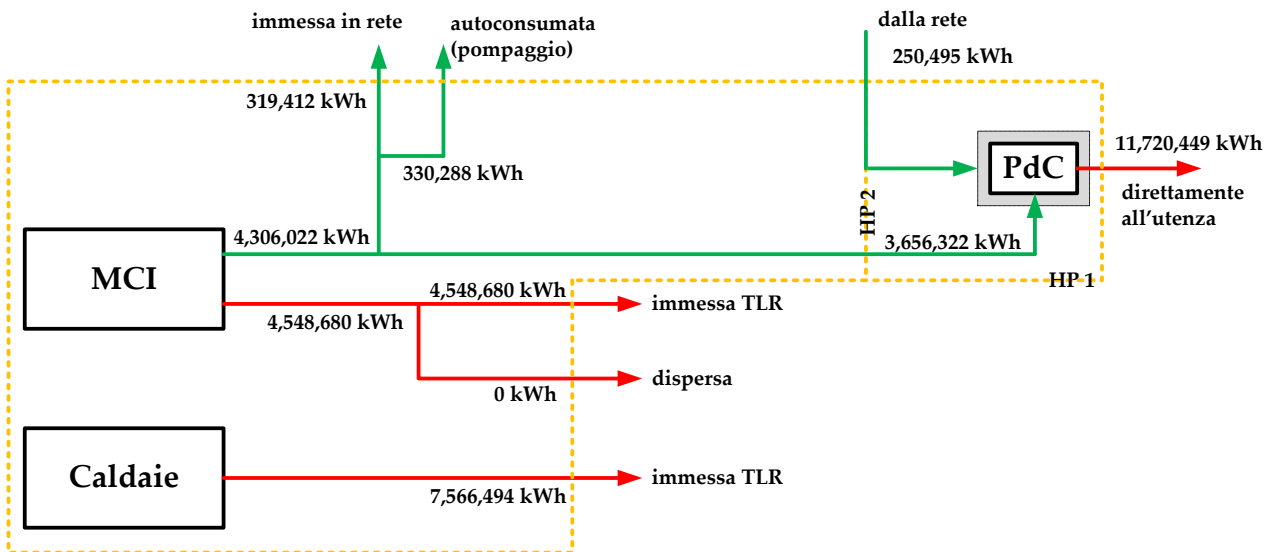 immessa in rete
autoconsumata
(pompaggio)
dalla rete
250,495 kWh
319,412 kWh
330,288 kWh
11,720,449 kWh
PdC
direttamente
all'utenza
HP 2
4,306,022 kWh
3,656,322 kWh
MCI
HP 1
4,548,680 kWh
immessa TLR
4,548,680 kWh
dispersa
0 kWh
Caldaie
immessa TLR
7,566,494 kWh